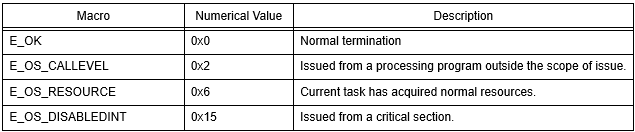 Macro Numerical Value Description
E_OK 0x0 Normal termination
E_OS_CALLEVEL 0x2 Issued from a processing program outside the scope of issue.
E_OS_RESOURCE 0x6 Current task has acquired normal resources.
E_OS_DISABLEDINT 0x15 Issued from a critical section.